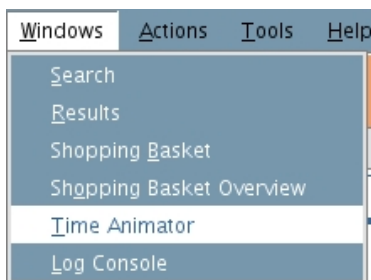 Windows Actions Tools Help
Search
Results
Shopping Basket
Shopping Basket Overview
Time Animator
Log Console